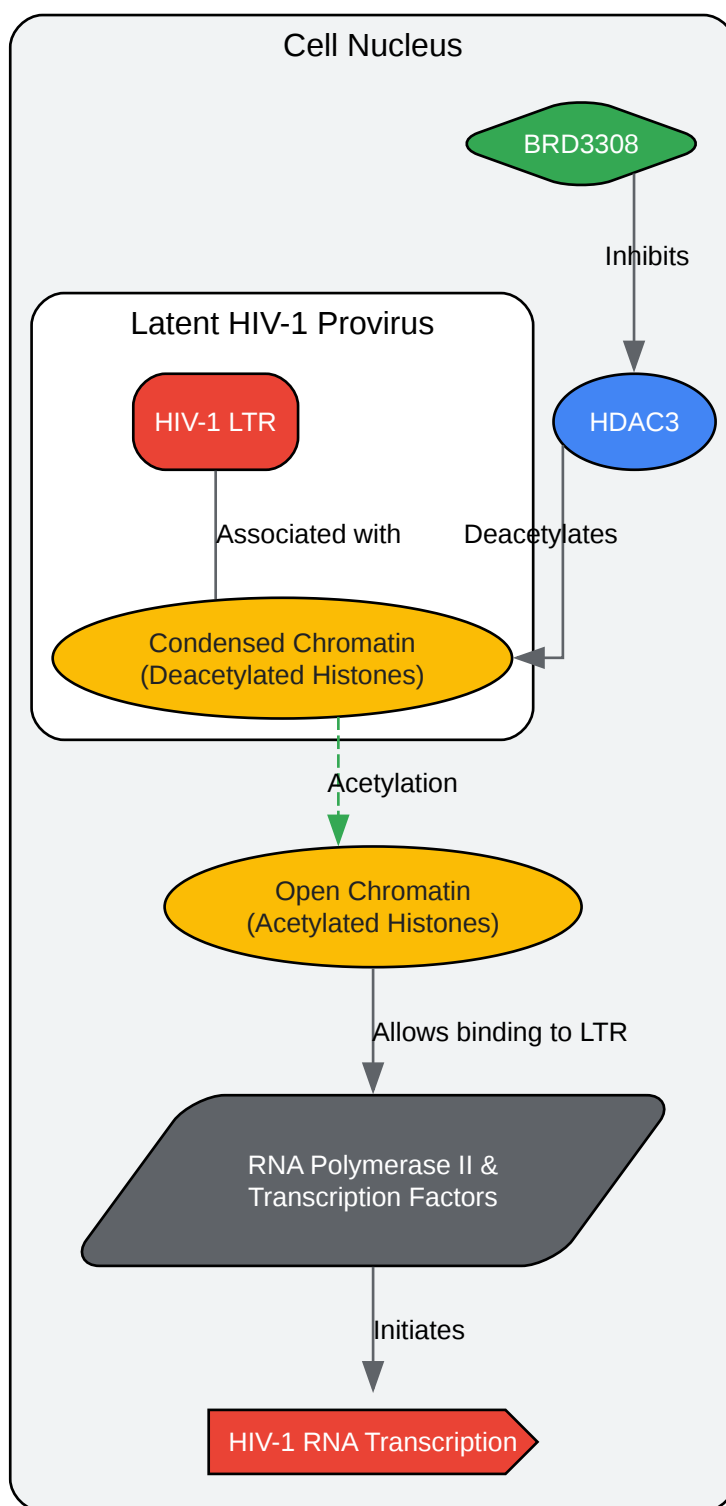 Cell Nucleus
BRD3308
Inhibits
Latent HIV-1 Provirus
HIV-1 LTR
HDAC3
Associated with
Deacetylates
Condensed Chromatin
(Deacetylated Histones)
Acetylation
Open Chromatin
(Acetylated Histones)
Allows binding to LTR
RNA Polymerase II &
Transcription Factors
Initiates
HIV-1 RNA Transcription